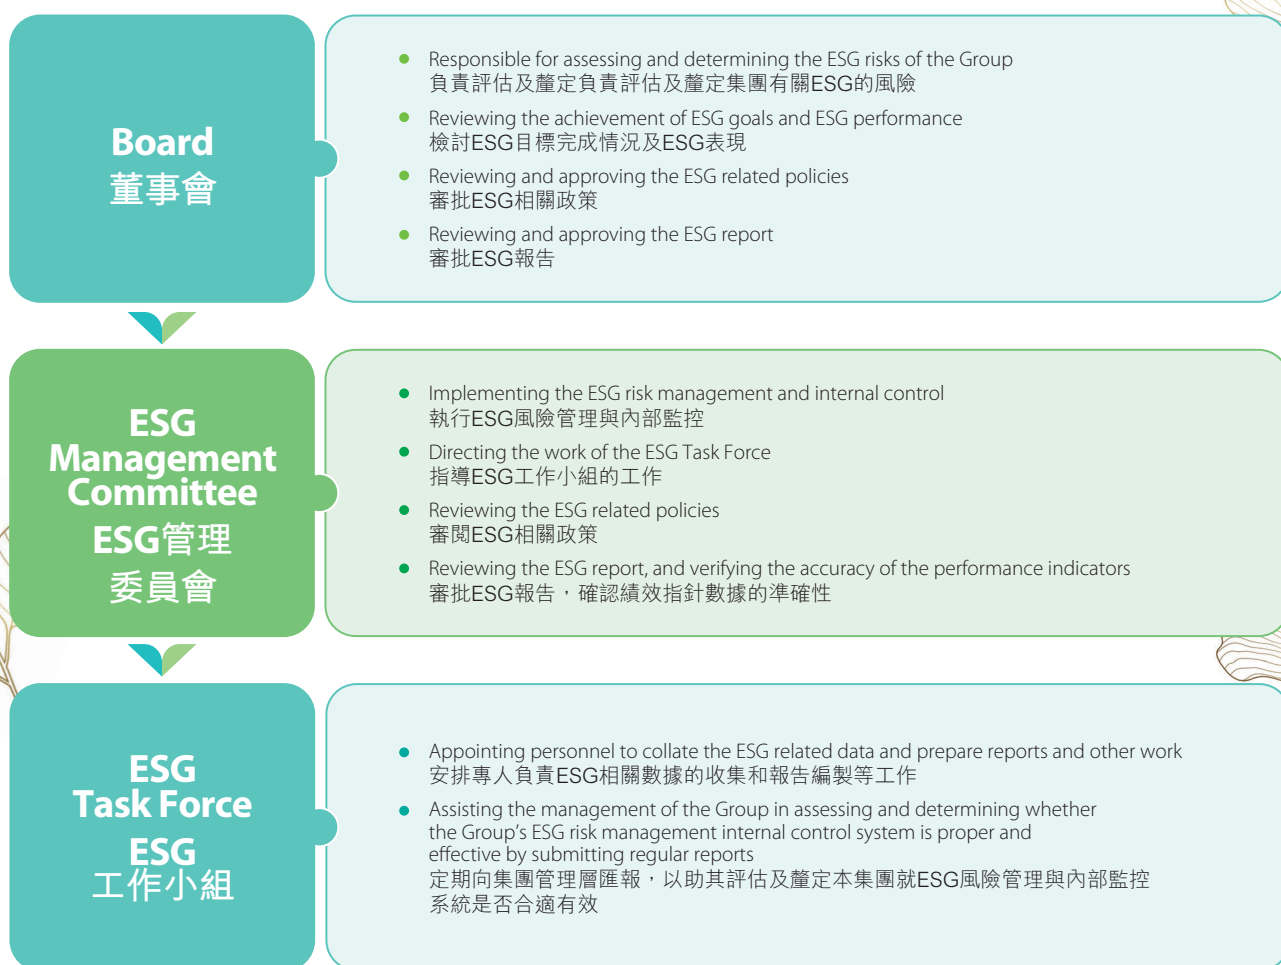 Board
董事會
• Responsible for assessing and determining the ESG risks of the Group
負責評估及釐定負責評估及釐定集團有關ESG的風險
• Reviewing the achievement of ESG goals and ESG performance
檢討ESG目標完成情況及ESG表現
• Reviewing and approving the ESG related policies
審批ESG相關政策
• Reviewing and approving the ESG report
審批ESG報告
ESG
Management
Committee
ESG管理
委員會
• Implementing the ESG risk management and internal control
執行ESG風險管理與內部監控
• Directing the work of the ESG Task Force
指導ESG工作小組的工作
• Reviewing the ESG related policies
審閱ESG相關政策
• Reviewing the ESG report, and verifying the accuracy of the performance indicators
審批ESG報告，確認績效指針數據的準確性
ESG
Task Force
ESG
工作小組
• Appointing personnel to collate the ESG related data and prepare reports and other work
安排專人負責ESG相關數據的收集和報告編製等工作
• Assisting the management of the Group in assessing and determining whether
the Group's ESG risk management internal control system is proper and
effective by submitting regular reports
定期向集團管理層匯報，以助其評估及釐定本集團就ESG風險管理與內部監控
系統是否合適有效